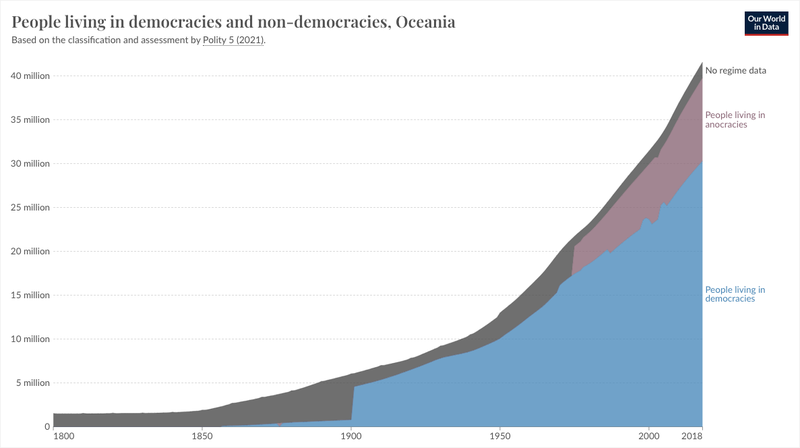 People living in democracies and non-democracies, Oceania
Based on the classification and assessment by Polity 5 (2021).
Our World
in Data
40 million
35 million
30 million
25 million
20 million
15 million
10 million
5 million
0
1800
1850
1900
1950
2000
2018
No regime data
People living in
anocracies
People living in
democracies